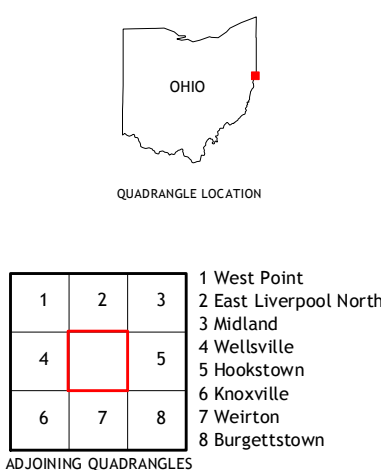 OHIO
QUADRANGLE LOCATION
1 2 3
4 5
6 7 8
1 West Point
2 East Liverpool North
3 Midland
4 Wellsville
5 Hookstown
6 Knoxville
7 Weirton
8 Burgettstown
ADJOINING QUADRANGLES